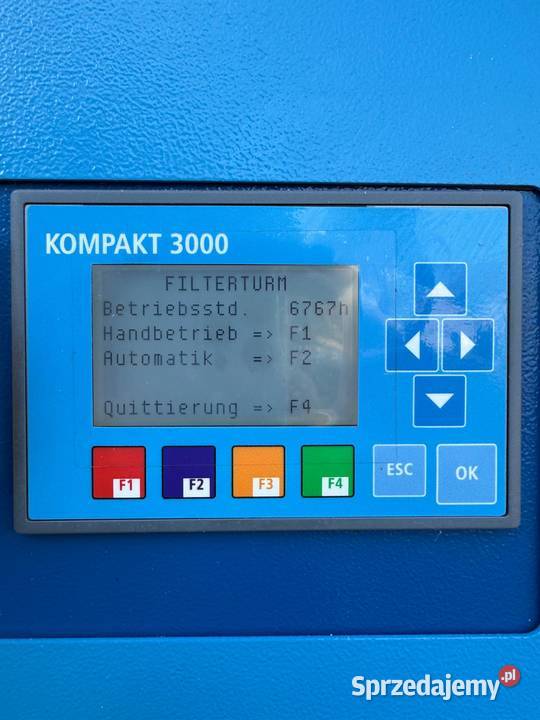 KOMPAKT 3000
FILTERTURM
Betriebsstd. 6767h
Handbetrieb => F1
Automatik => F2
Quittierung => F4
F1 F2 F3 F4 ESC OK
Sprzedajemy.pl